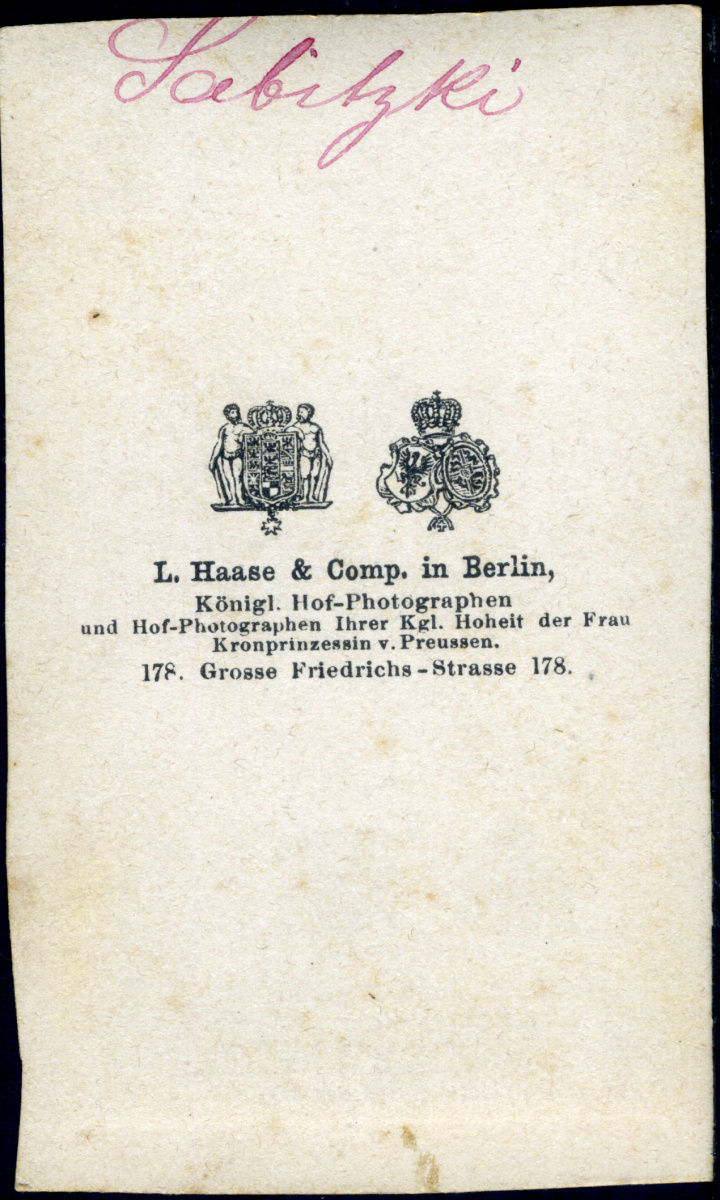 Sabitzki
L. Haase & Comp. in Berlin,
Königl. Hof-Photographen
und Hof-Photographen Ihrer Kgl. Hoheit der Frau
Kronprinzessin v. Preussen.
178. Grosse Friedrichs-Strasse 178.